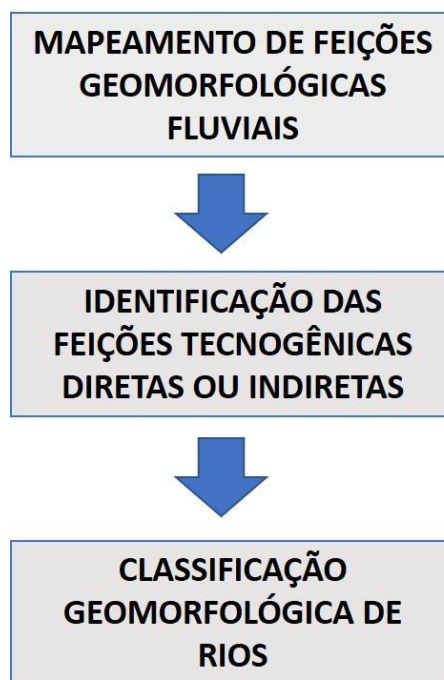 MAPEAMENTO DE FEIÇÕES
GEOMORFOLÓGICAS
FLUVIAIS
IDENTIFICAÇÃO DAS
FEIÇÕES TECNOGÊNICAS
DIRETAS OU INDIRETAS
CLASSIFICAÇÃO
GEOMORFOLÓGICA DE
RIOS